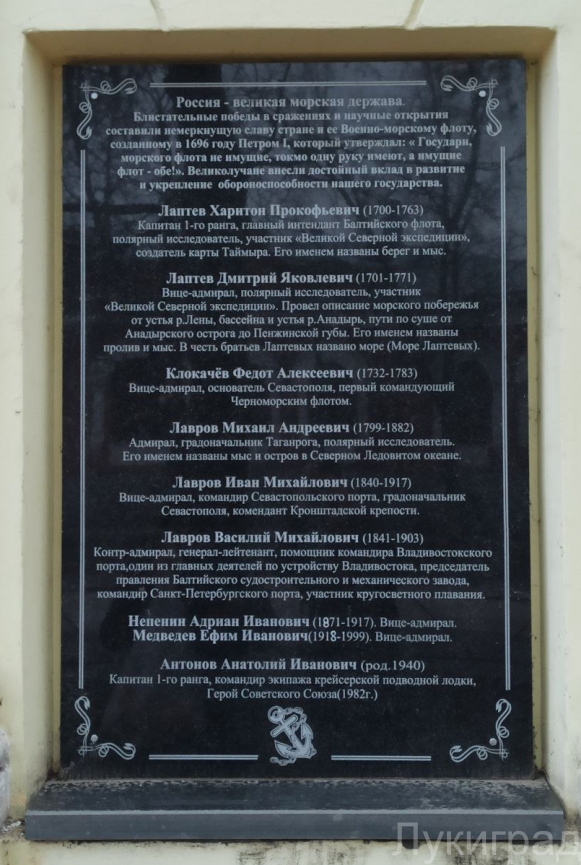 Россия - великая морская держава.
Блистательные победы в сражениях и научные открытия
составили немеркнущую славу стране и ее Военно-морскому флоту,
созданному в 1696 году Петром I, который утверждал: « Государи,
морского флота не имущие, токмо одну руку имеют, а имущие
флот - обе!». Великолучане внесли достойный вклад в развитие
и укрепление обороноспособности нашего государства.
Лаптев Харитон Прокофьевич (1700-1763)
Капитан 1-го ранга, главный интендант Балтийского флота,
полярный исследователь, участник «Великой Северной экспедиции»,
создатель карты Таймыра. Его именем названы берег и мыс.
Лаптев Дмитрий Яковлевич (1701-1771)
Вице-адмирал, полярный исследователь, участник
«Великой Северной экспедиции». Провел описание морского побережья
от устья р.Лены, бассейна и устья р.Анадырь, пути по суше от
Анадырского острога до Пенжинской губы. Его именем названы
пролив и мыс. В честь братьев Лаптевых названо море (Море Лаптевых).
Клокачёв Федот Алексеевич (1732-1783)
Вице-адмирал, основатель Севастополя, первый командующий
Черноморским флотом.
Лавров Михаил Андреевич (1799-1882)
Адмирал, градоначальник Таганрога, полярный исследователь.
Его именем названы мыс и остров в Северном Ледовитом океане.
Лавров Иван Михайлович (1840-1917)
Вице-адмирал, командир Севастопольского порта, градоначальник
Севастополя, комендант Кронштадской крепости.
Лавров Василий Михайлович (1841-1903)
Контр-адмирал, генерал-лейтенант, помощник командира Владивостокского
порта,один из главных деятелей по устройству Владивостока, председатель
правления Балтийского судостроительного и механического завода,
командир Санкт-Петербургского порта, участник кругосветного плавания.
Непенин Адриан Иванович (1871-1917). Вице-адмирал.
Медведев Ефим Иванович(1918-1999). Вице-адмирал.
Антонов Анатолий Иванович (род.1940)
Капитан 1-го ранга, командир экипажа крейсерской подводной лодки,
Герой Советского Союза(1982г.)
Лукиград